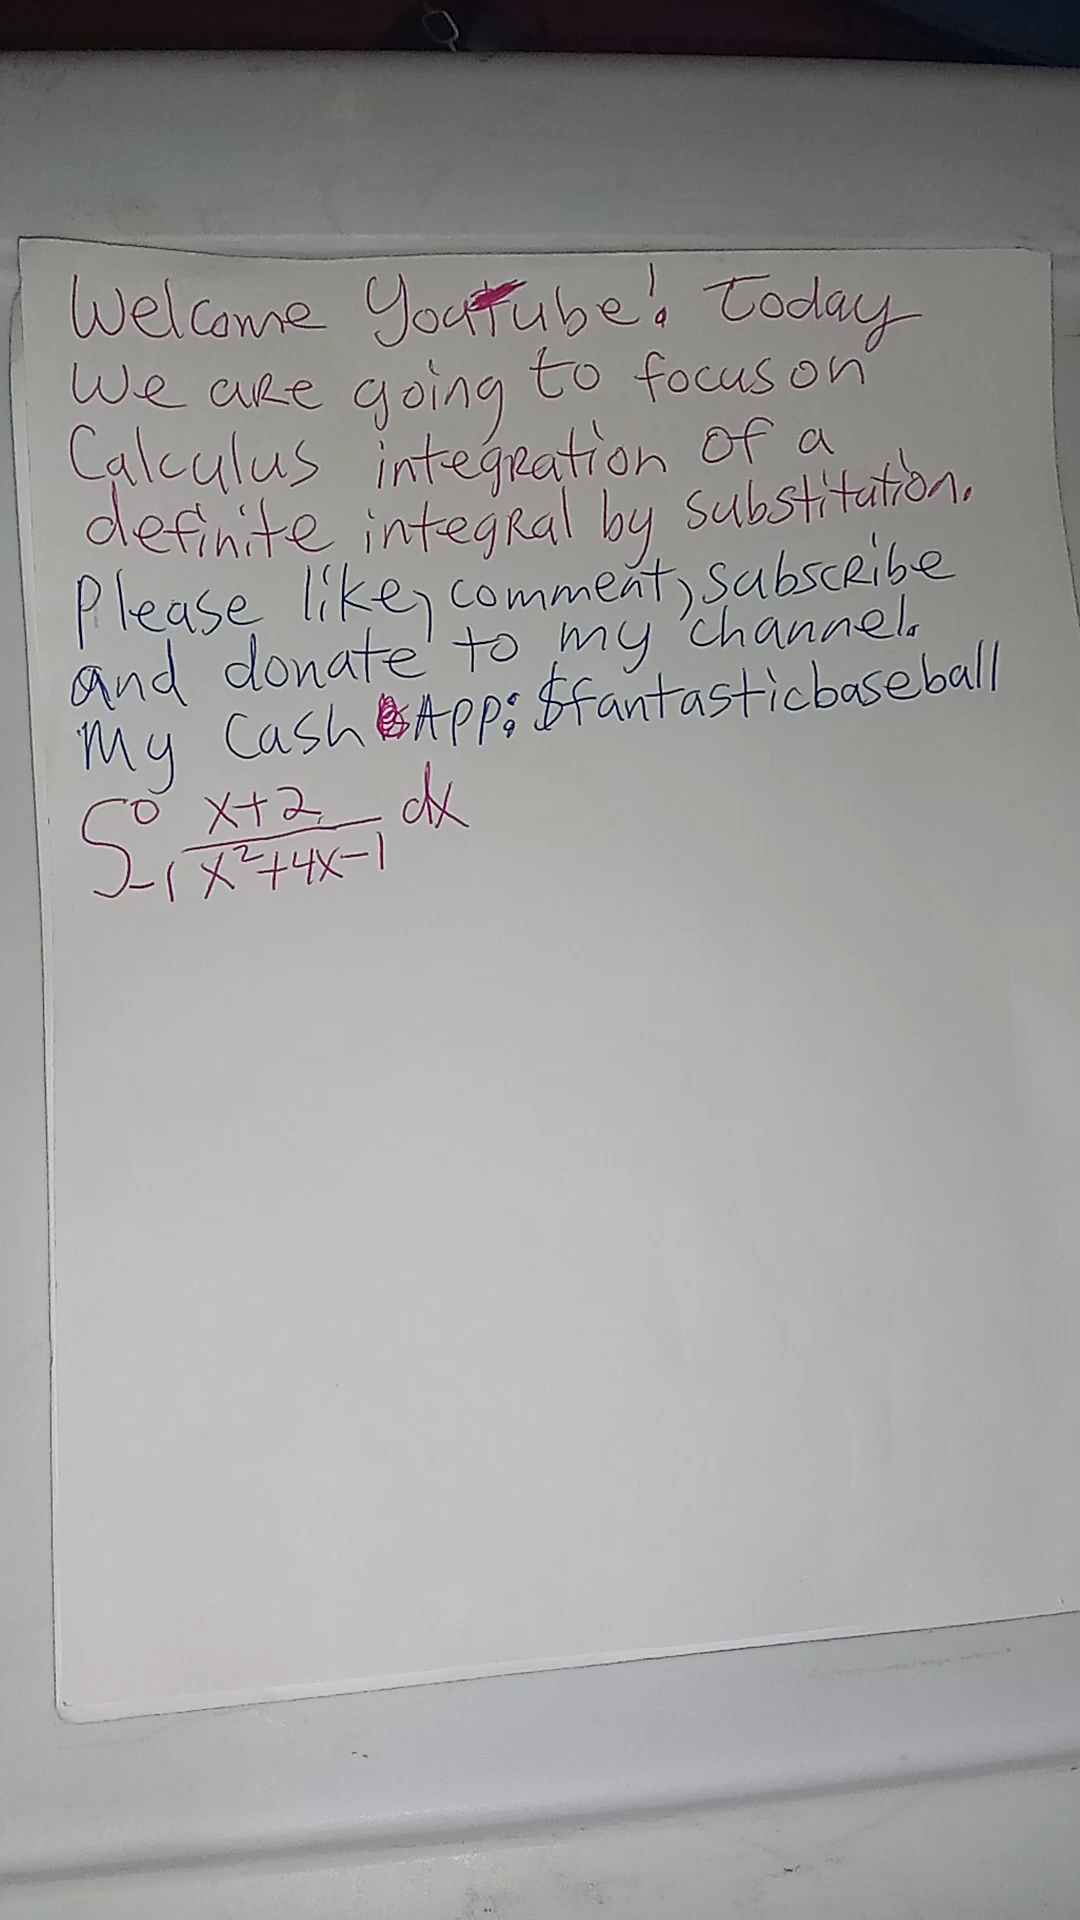 Welcome YouTube! Today
We are going to focus on
Calculus integration of a
definite integral by substitution.
Please like, comment, subscribe
and donate to my channel.
My Cash App: $fantasticbaseball
∫₋₁⁰ (x+2)/(x²+4x-1) dx